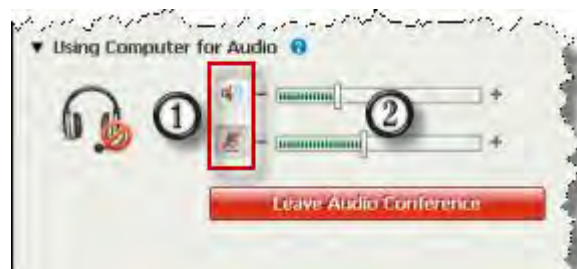 ▼ Using Computer for Audio ?
1
- +
2
- +
Leave Audio Conference